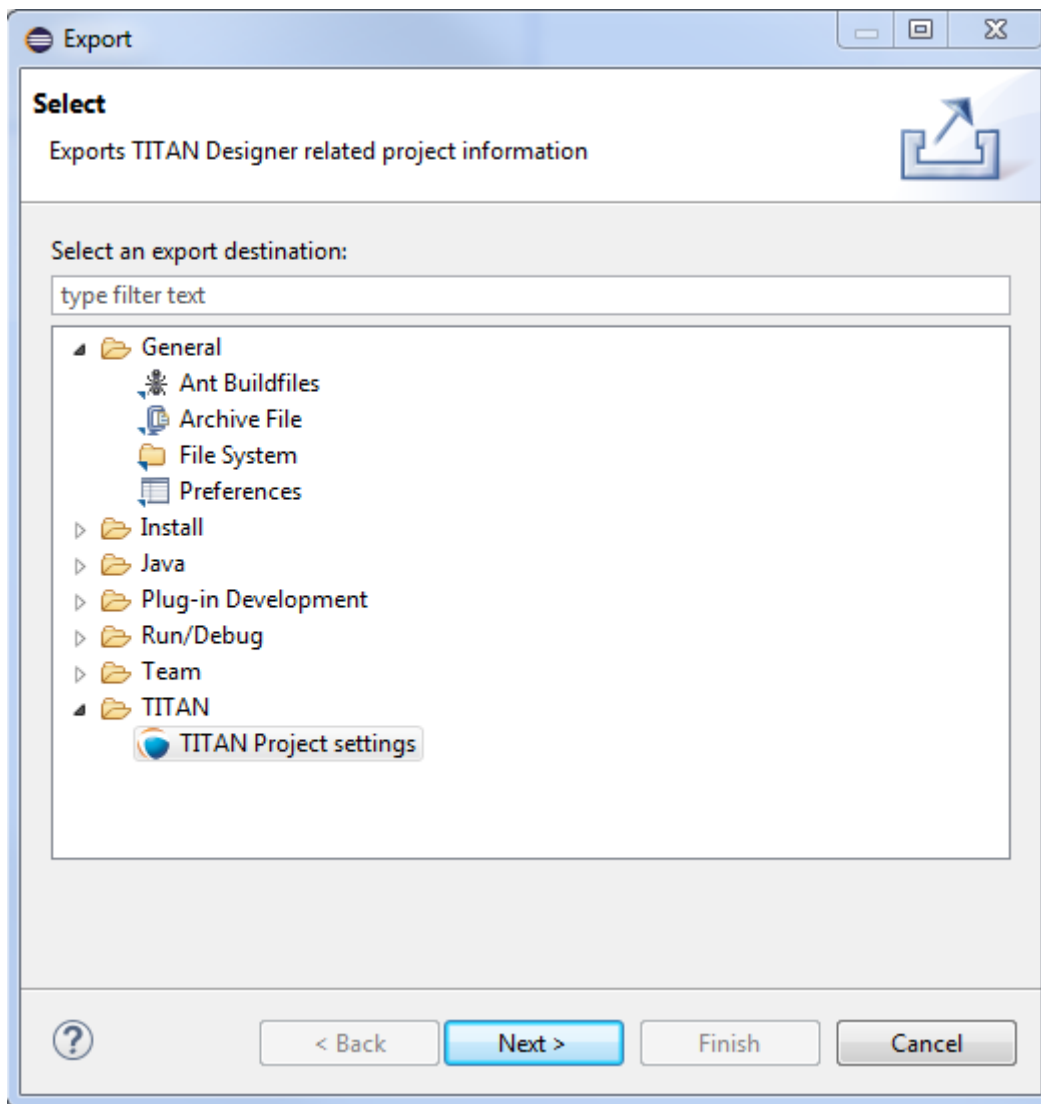 Export
Select
Exports TITAN Designer related project information
Select an export destination:
type filter text
General
Ant Buildfiles
Archive File
File System
Preferences
Install
Java
Plug-in Development
Run/Debug
Team
TITAN
TITAN Project settings
? < Back Next > Finish Cancel